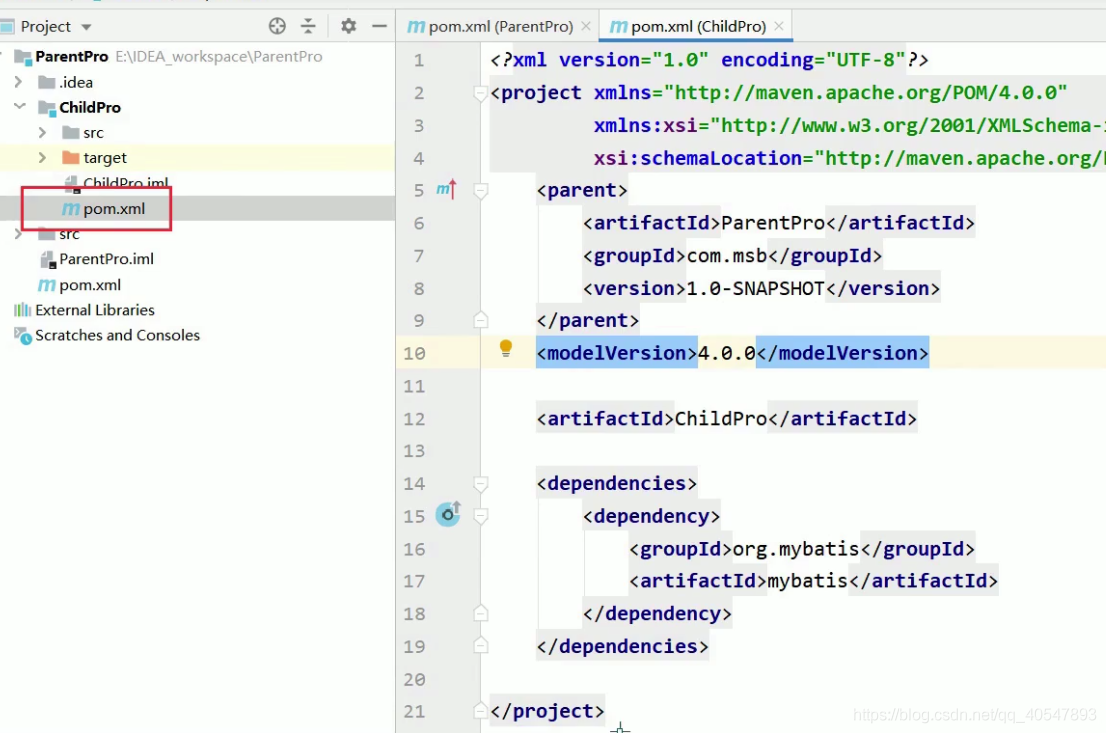 Project
ParentPro E:\IDEA_workspace\ParentPro
.idea
ChildPro
src
target
ChildPro.iml
pom.xml
src
ParentPro.iml
pom.xml
External Libraries
Scratches and Consoles
pom.xml (ParentPro) pom.xml (ChildPro)
1 <?xml version="1.0" encoding="UTF-8"?>
2 <project xmlns="http://maven.apache.org/POM/4.0.0"
3 xmlns:xsi="http://www.w3.org/2001/XMLSchema-
4 xsi:schemaLocation="http://maven.apache.org/
5 <parent>
6 <artifactId>ParentPro</artifactId>
7 <groupId>com.msb</groupId>
8 <version>1.0-SNAPSHOT</version>
9 </parent>
10 <modelVersion>4.0.0</modelVersion>
11
12 <artifactId>ChildPro</artifactId>
13
14 <dependencies>
15 <dependency>
16 <groupId>org.mybatis</groupId>
17 <artifactId>mybatis</artifactId>
18 </dependency>
19 </dependencies>
20
21 </project>
https://blog.csdn.net/qq_40547893